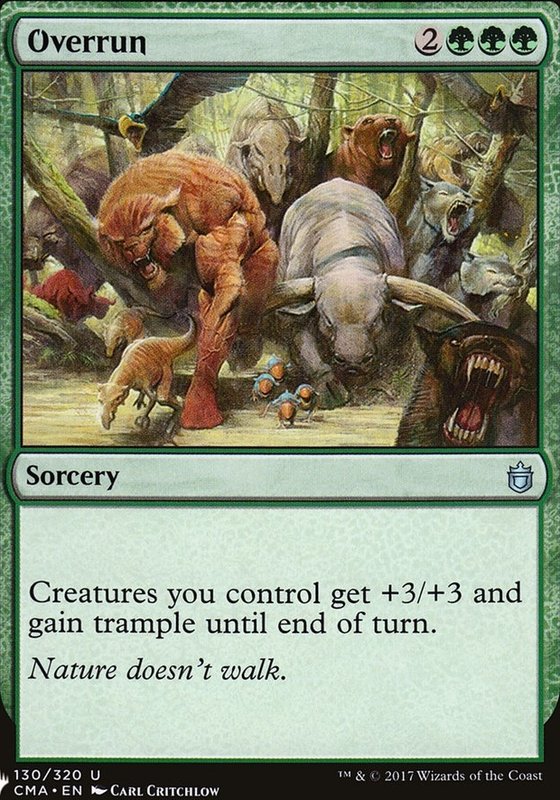 Overrun 2
Sorcery
Creatures you control get +3/+3 and
gain trample until end of turn.
Nature doesn't walk.
130/320 U
CMA • EN Carl Critchlow
™ & © 2017 Wizards of the Coast